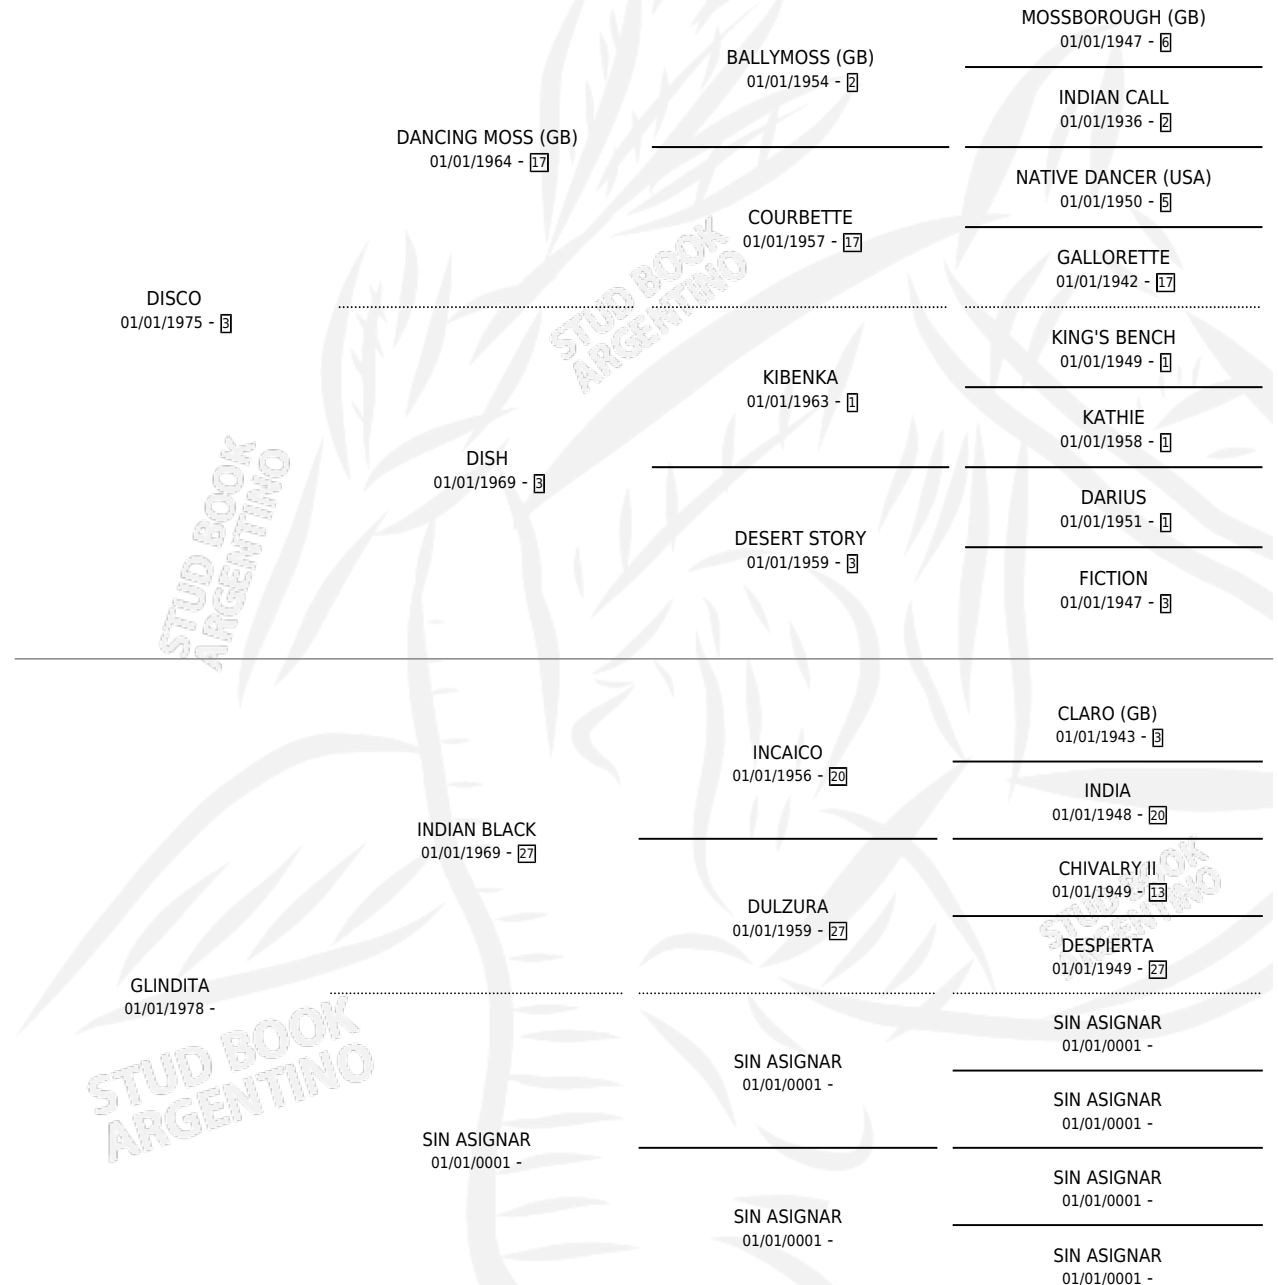 MOSSBOROUGH (GB)
01/01/1947 - 6
BALLYMOSS (GB)
01/01/1954 - 2
INDIAN CALL
01/01/1936 - 2
DANCING MOSS (GB)
01/01/1964 - 17
NATIVE DANCER (USA)
01/01/1950 - 5
COURBETTE
01/01/1957 - 17
GALLORETTE
01/01/1942 - 17
DISCO
01/01/1975 - 3
STUD BOOK
ARGENTINO
KING'S BENCH
01/01/1949 - 1
KIBENKA
01/01/1963 - 1
KATHIE
01/01/1958 - 1
DISH
01/01/1969 - 3
DARIUS
01/01/1951 - 1
DESERT STORY
01/01/1959 - 3
FICTION
01/01/1947 - 3
STUD BOOK
ARGENTINO
CLARO (GB)
01/01/1943 - 3
INCAICO
01/01/1956 - 20
INDIA
01/01/1948 - 20
INDIAN BLACK
01/01/1969 - 27
CHIVALRY II
01/01/1949 - 13
DULZURA
01/01/1959 - 27
STUD BOOK
ARGENTINO
DESPIERTA
01/01/1949 - 27
GLINDITA
01/01/1978 -
STUD BOOK
ARGENTINO
SIN ASIGNAR
01/01/0001 -
SIN ASIGNAR
01/01/0001 -
SIN ASIGNAR
01/01/0001 -
SIN ASIGNAR
01/01/0001 -
SIN ASIGNAR
01/01/0001 -
SIN ASIGNAR
01/01/0001 -
SIN ASIGNAR
01/01/0001 -